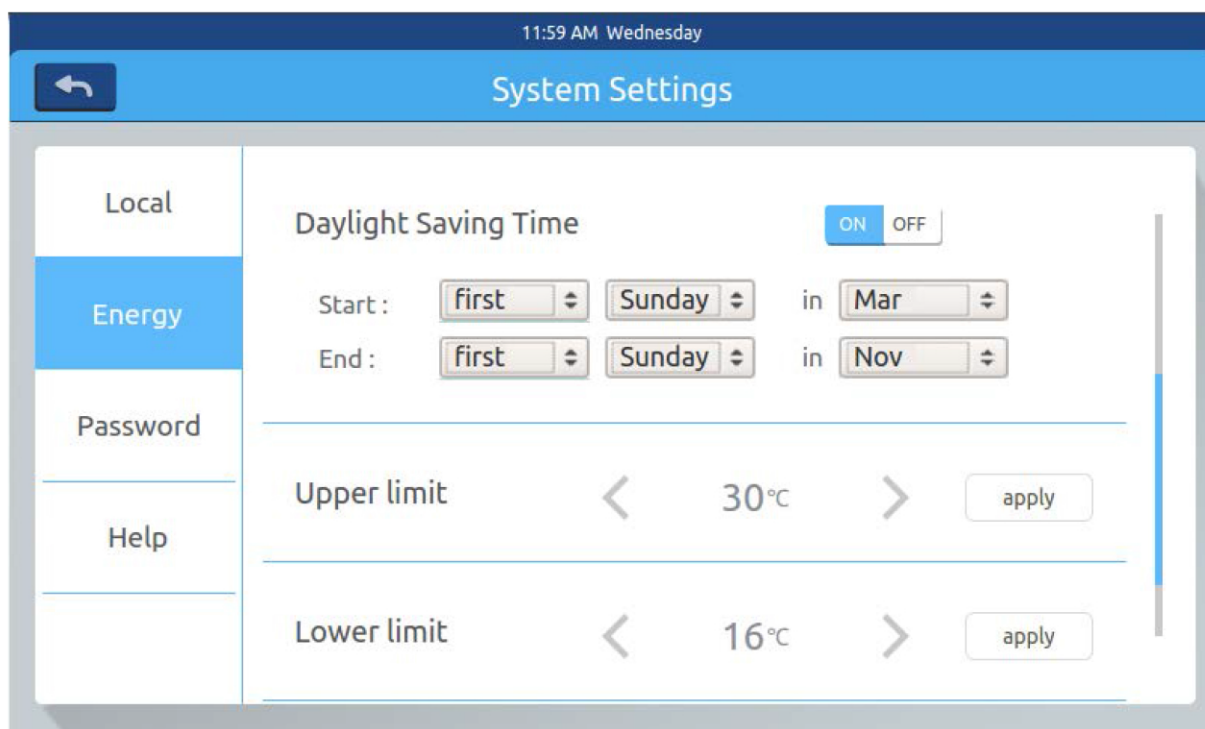 11:59 AM Wednesday
System Settings
Local
Energy
Password
Help
Daylight Saving Time ON OFF
Start : first Sunday in Mar
End : first Sunday in Nov
Upper limit 30°C apply
Lower limit 16°C apply